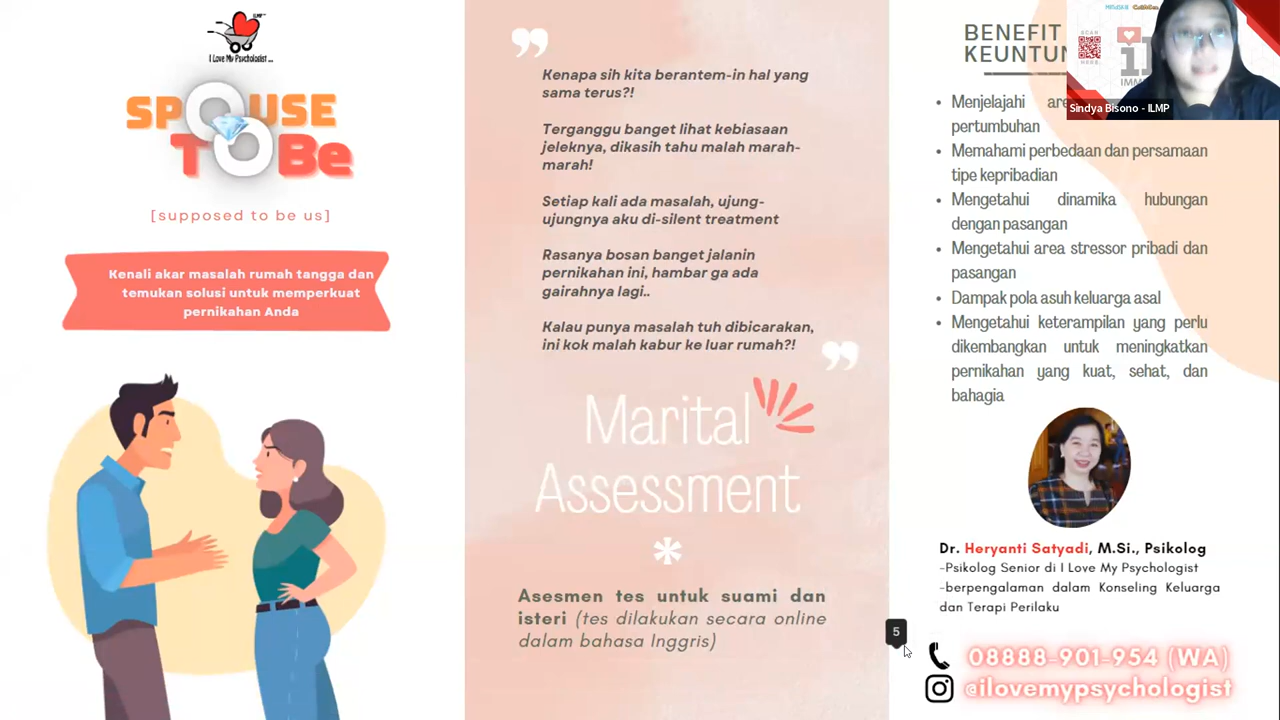 ILMP™
I Love My Psychologist ...
SPOUSE
TO Be
[supposed to be us]
Kenali akar masalah rumah tangga dan
temukan solusi untuk memperkuat
pernikahan Anda
Kenapa sih kita berantem-in hal yang
sama terus?!
Terganggu banget lihat kebiasaan
jeleknya, dikasih tahu malah marah-
marah!
Setiap kali ada masalah, ujung-
ujungnya aku di-silent treatment
Rasanya bosan banget jalanin
pernikahan ini, hambar ga ada
gairahnya lagi..
Kalau punya masalah tuh dibicarakan,
ini kok malah kabur ke luar rumah?!
Marital
Assessment
*
Asesmen tes untuk suami dan
isteri (tes dilakukan secara online
dalam bahasa Inggris)
5
BENEFIT
SCAN
HERE
Sindya Bisono - ILMP
• Menjelajahi
pertumbuhan
• Memahami perbedaan dan persamaan
tipe kepribadian
• Mengetahui dinamika hubungan
dengan pasangan
• Mengetahui area stressor pribadi dan
pasangan
• Dampak pola asuh keluarga asal
• Mengetahui keterampilan yang perlu
dikembangkan untuk meningkatkan
pernikahan yang kuat, sehat, dan
bahagia
Dr. Heryanti Satyadi, M.Si., Psikolog
-Psikolog Senior di I Love My Psychologist
-berpengalaman dalam Konseling Keluarga
dan Terapi Perilaku
08888-901-954 (WA)
@ilovemypsychologist